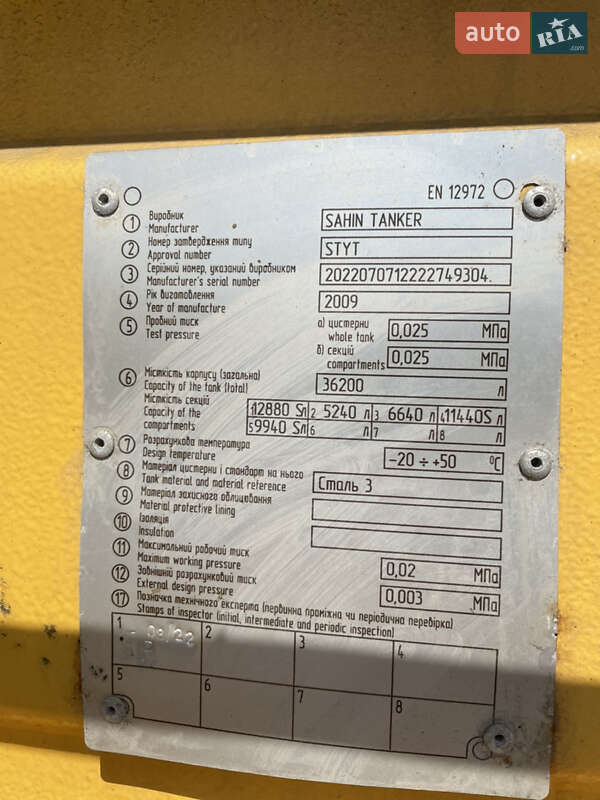 auto RIA .com
EN 12972
1 Виробник
Manufacturer
SAHIN TANKER
2 Номер затвердження типу
Approval number
STYT
3 Серійний номер, указаний виробником
Manufacturer's serial number
2022070712222749304.
4 Рік виготовлення
Year of manufacture
2009
5 Пробний тиск
Test pressure
а) цистерни
whole tank
0,025 МПа
б) секцій
compartments
0,025 МПа
6 Місткість корпусу (загальна)
Capacity of the tank (total)
36200 л
Місткість секцій
Capacity of the
compartments
1 2880 S л 2 5240 л 3 6640 л 4 11440S л
5 9940 S л 6 л 7 л 8 л
7 Розрахункова температура
Design temperature
-20 ÷ +50 °C
8 Матеріал цистерни і стандарт на нього
Tank material and material reference
Сталь 3
9 Матеріал захисного облицювання
Material protective lining
10 Ізоляція
Insulation
11 Максимальний робочий тиск
Maximum working pressure
0,02 МПа
12 Зовнішній розрахунковий тиск
External design pressure
0,003 МПа
17 Позначка технічного експерта (первинна проміжна чи періодична перевірка)
Stamps of inspector (initial, intermediate and periodic inspection)
1 2 3 4
09/22
5 6 7 8